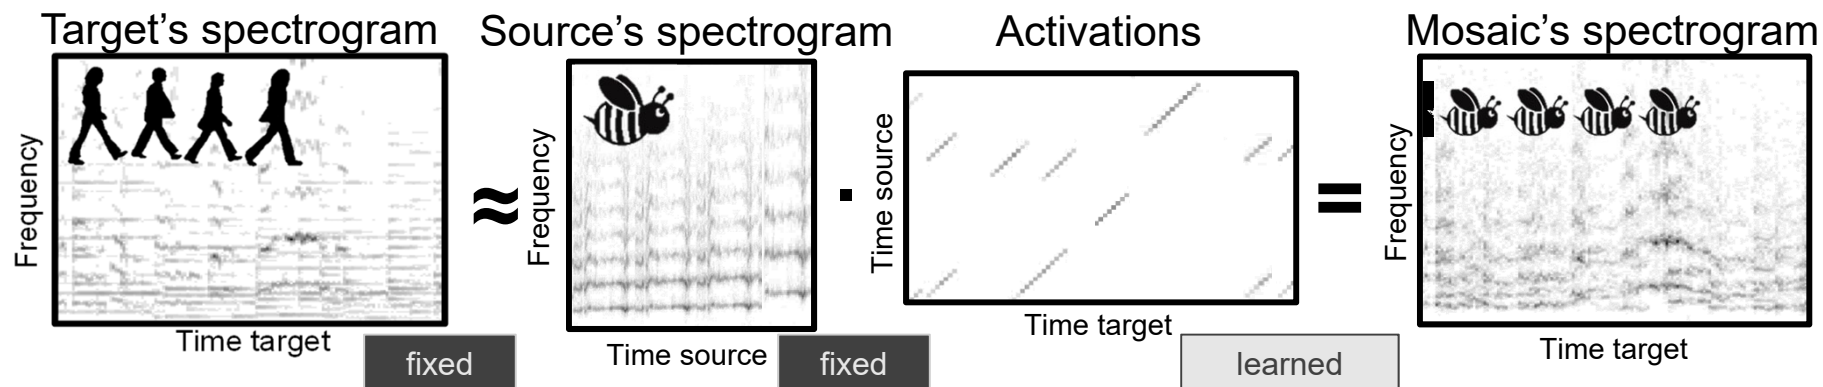 Target's spectrogram
Source's spectrogram
Activations
Mosaic's spectrogram
Frequency
Time target
fixed
≈
Frequency
Time source
fixed
·
Time source
Time target
learned
=
Frequency
Time target